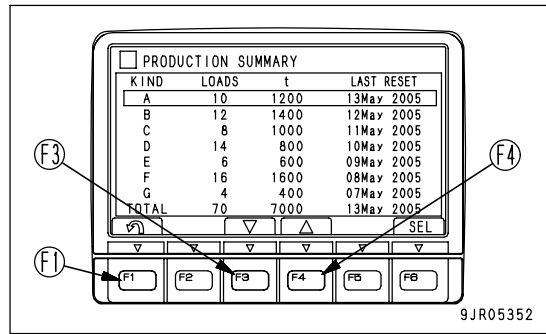 PRODUCTION SUMMARY
KIND LOADS t LAST RESET
A 10 1200 13May 2005
B 12 1400 12May 2005
C 8 1000 11May 2005
D 14 800 10May 2005
E 6 600 09May 2005
F 16 1600 08May 2005
G 4 400 07May 2005
TOTAL 70 7000 13May 2005
SEL
F3
F4
F1
F1 F2 F3 F4 F5 F6
9JR05352